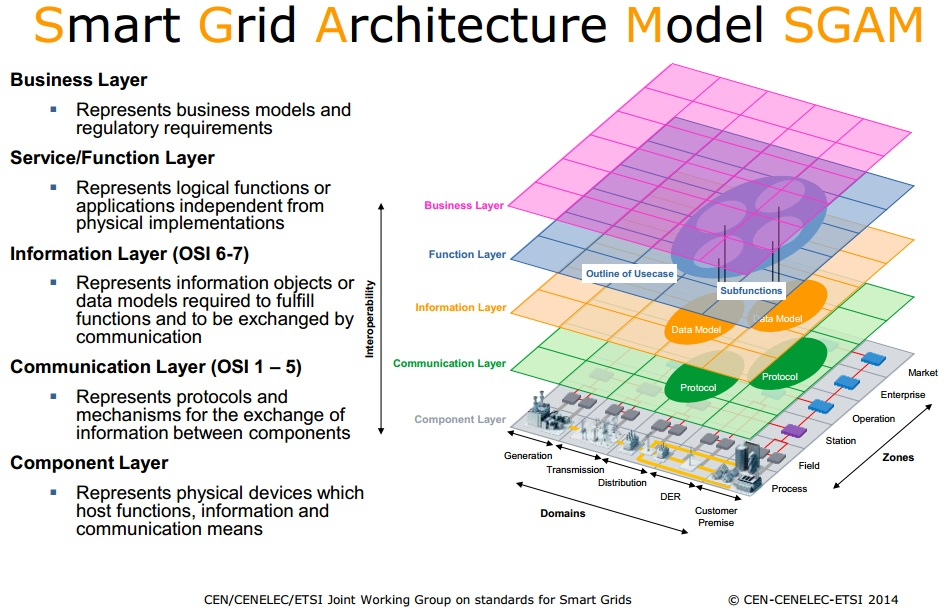 Smart Grid Architecture Model SGAM
Business Layer
▪ Represents business models and
regulatory requirements
Service/Function Layer
▪ Represents logical functions or
applications independent from
physical implementations
Information Layer (OSI 6-7)
▪ Represents information objects or
data models required to fulfill
functions and to be exchanged by
communication
Communication Layer (OSI 1 – 5)
▪ Represents protocols and
mechanisms for the exchange of
information between components
Component Layer
▪ Represents physical devices which
host functions, information and
communication means
Interoperability
Business Layer
Function Layer
Information Layer
Communication Layer
Component Layer
Outline of Usecase
Subfunctions
Data Model
Data Model
Protocol
Protocol
Generation
Transmission
Distribution
DER
Customer
Premise
Domains
Market
Enterprise
Operation
Station
Field
Process
Zones
CEN/CENELEC/ETSI Joint Working Group on standards for Smart Grids
© CEN-CENELEC-ETSI 2014